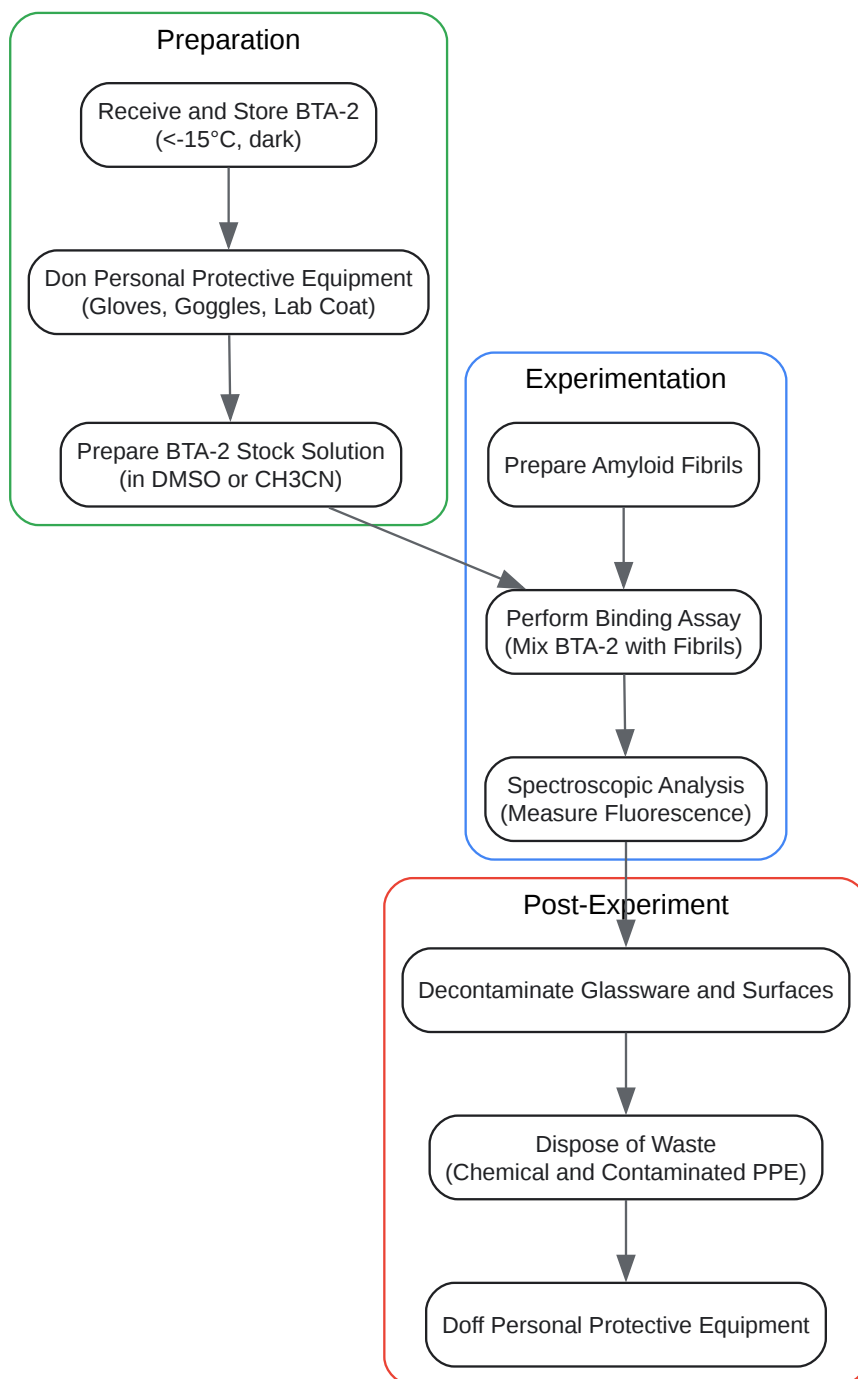 Preparation
Receive and Store BTA-2
(<-15°C, dark)
Don Personal Protective Equipment
(Gloves, Goggles, Lab Coat)
Prepare BTA-2 Stock Solution
(in DMSO or CH3CN)
Experimentation
Prepare Amyloid Fibrils
Perform Binding Assay
(Mix BTA-2 with Fibrils)
Spectroscopic Analysis
(Measure Fluorescence)
Post-Experiment
Decontaminate Glassware and Surfaces
Dispose of Waste
(Chemical and Contaminated PPE)
Doff Personal Protective Equipment